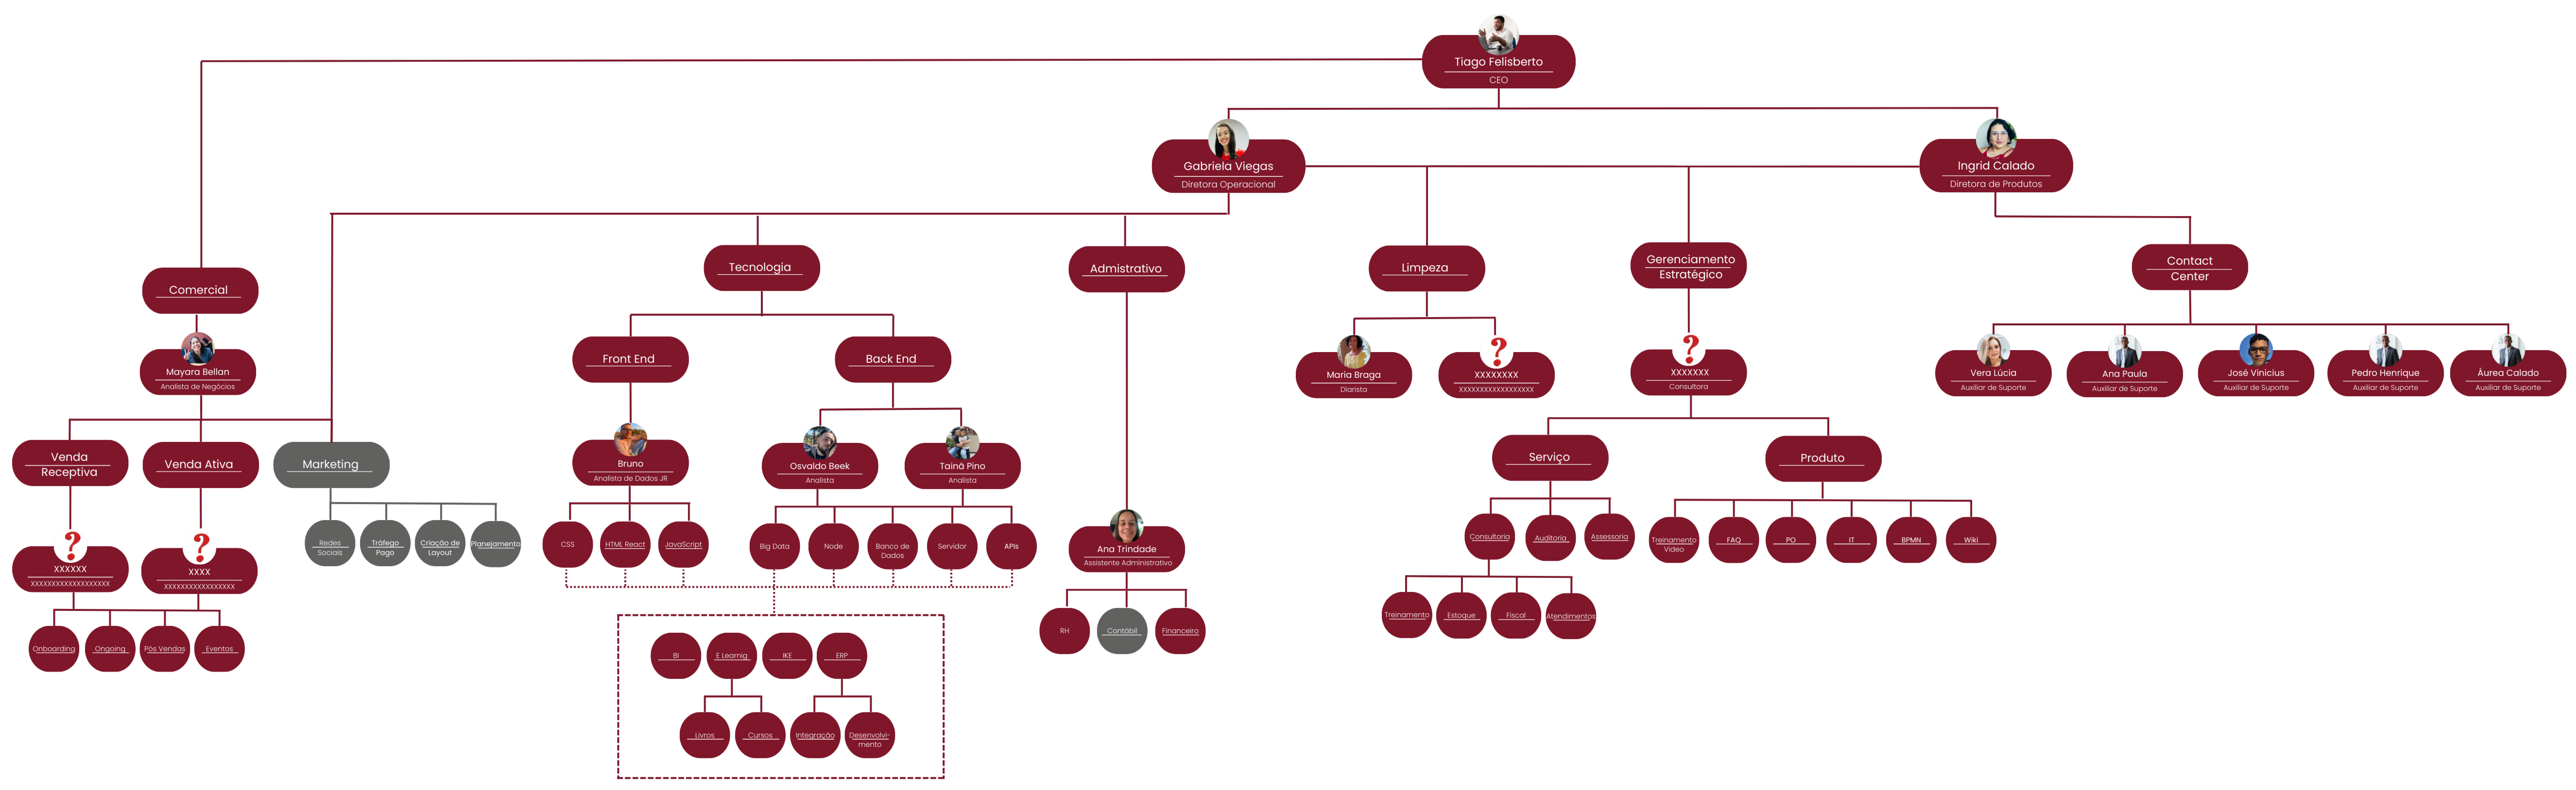 Tiago Felisberto
CEO
Gabriela Viegas
Diretora Operacional
Ingrid Calado
Diretora de Produtos
Comercial
Mayara Bellan
Analista de Negócios
Venda
Receptiva
Venda Ativa
Marketing
?
XXXXXX
XXXXXXXXXXXXXXXXXXX
?
XXXX
XXXXXXXXXXXXXXXXX
Onboarding
Ongoing
Pós Vendas
Eventos
Redes
Sociais
Tráfego
Pago
Criação de
Layout
Planejamento
Tecnologia
Front End
Back End
Bruno
Analista de Dados JR
Osvaldo Beek
Analista
Tainã Pino
Analista
CSS
HTML React
JavaScript
Big Data
Node
Banco de
Dados
Servidor
APIs
BI
E Learnig
IKE
ERP
Livros
Cursos
Integração
Desenvolvi-
mento
Admistrativo
Ana Trindade
Assistente Administrativo
RH
Contábil
Financeiro
Limpeza
Maria Braga
Diarista
?
XXXXXXXX
XXXXXXXXXXXXXXXXXX
Gerenciamento
Estratégico
?
XXXXXXX
Consultora
Serviço
Produto
Consultoria
Auditoria
Assessoria
Treinamento
Estoque
Fiscal
Atendimentos
Treinamento
Vídeo
FAQ
PO
IT
BPMN
Wiki
Contact
Center
Vera Lúcia
Auxiliar de Suporte
Ana Paula
Auxiliar de Suporte
José Vinícius
Auxiliar de Suporte
Pedro Henrique
Auxiliar de Suporte
Áurea Calado
Auxiliar de Suporte